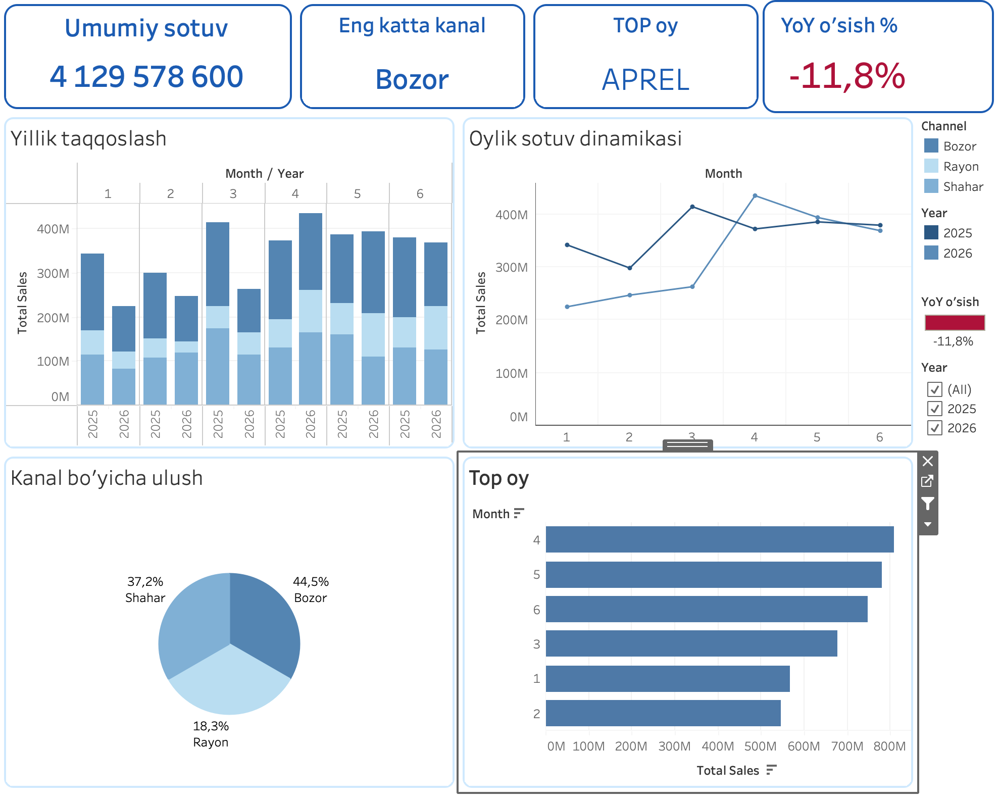 Umumiy sotuv
4 129 578 600
Eng katta kanal
Bozor
TOP oy
APREL
YoY o’sish %
-11,8%
Yillik taqqoslash
Month / Year
1 2 3 4 5 6
Total Sales
400M
300M
200M
100M
0M
2025 2026 2025 2026 2025 2026 2025 2026 2025 2026 2025 2026
Oylik sotuv dinamikasi
Month
Total Sales
400M
300M
200M
100M
0M
1 2 3 4 5 6
Channel
Bozor
Rayon
Shahar
Year
2025
2026
YoY o’sish
-11,8%
Year
(All)
2025
2026
Kanal bo’yicha ulush
37,2%
Shahar
44,5%
Bozor
18,3%
Rayon
Top oy
Month
4
5
6
3
1
2
0M 100M 200M 300M 400M 500M 600M 700M 800M
Total Sales